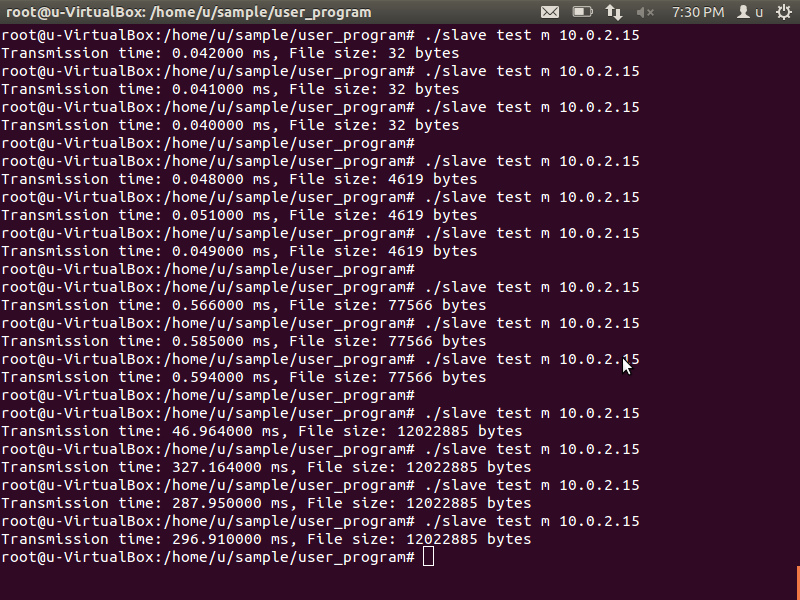 root@u-VirtualBox: /home/u/sample/user_program 7:30 PM u
root@u-VirtualBox:/home/u/sample/user_program# ./slave test m 10.0.2.15
Transmission time: 0.042000 ms, File size: 32 bytes
root@u-VirtualBox:/home/u/sample/user_program# ./slave test m 10.0.2.15
Transmission time: 0.041000 ms, File size: 32 bytes
root@u-VirtualBox:/home/u/sample/user_program# ./slave test m 10.0.2.15
Transmission time: 0.040000 ms, File size: 32 bytes
root@u-VirtualBox:/home/u/sample/user_program#
root@u-VirtualBox:/home/u/sample/user_program# ./slave test m 10.0.2.15
Transmission time: 0.048000 ms, File size: 4619 bytes
root@u-VirtualBox:/home/u/sample/user_program# ./slave test m 10.0.2.15
Transmission time: 0.051000 ms, File size: 4619 bytes
root@u-VirtualBox:/home/u/sample/user_program# ./slave test m 10.0.2.15
Transmission time: 0.049000 ms, File size: 4619 bytes
root@u-VirtualBox:/home/u/sample/user_program#
root@u-VirtualBox:/home/u/sample/user_program# ./slave test m 10.0.2.15
Transmission time: 0.566000 ms, File size: 77566 bytes
root@u-VirtualBox:/home/u/sample/user_program# ./slave test m 10.0.2.15
Transmission time: 0.585000 ms, File size: 77566 bytes
root@u-VirtualBox:/home/u/sample/user_program# ./slave test m 10.0.2.15
Transmission time: 0.594000 ms, File size: 77566 bytes
root@u-VirtualBox:/home/u/sample/user_program#
root@u-VirtualBox:/home/u/sample/user_program# ./slave test m 10.0.2.15
Transmission time: 46.964000 ms, File size: 12022885 bytes
root@u-VirtualBox:/home/u/sample/user_program# ./slave test m 10.0.2.15
Transmission time: 327.164000 ms, File size: 12022885 bytes
root@u-VirtualBox:/home/u/sample/user_program# ./slave test m 10.0.2.15
Transmission time: 287.950000 ms, File size: 12022885 bytes
root@u-VirtualBox:/home/u/sample/user_program# ./slave test m 10.0.2.15
Transmission time: 296.910000 ms, File size: 12022885 bytes
root@u-VirtualBox:/home/u/sample/user_program#